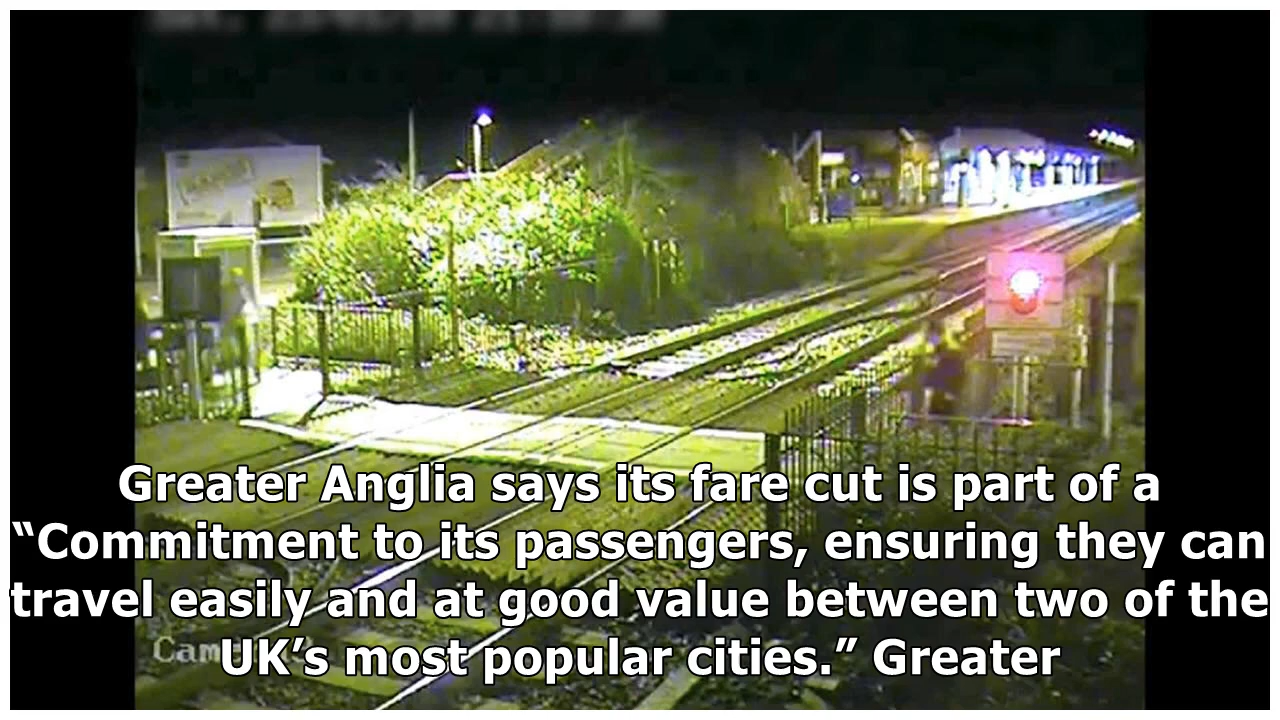 Greater Anglia says its fare cut is part of a
“Commitment to its passengers, ensuring they can
travel easily and at good value between two of the
UK’s most popular cities.” Greater